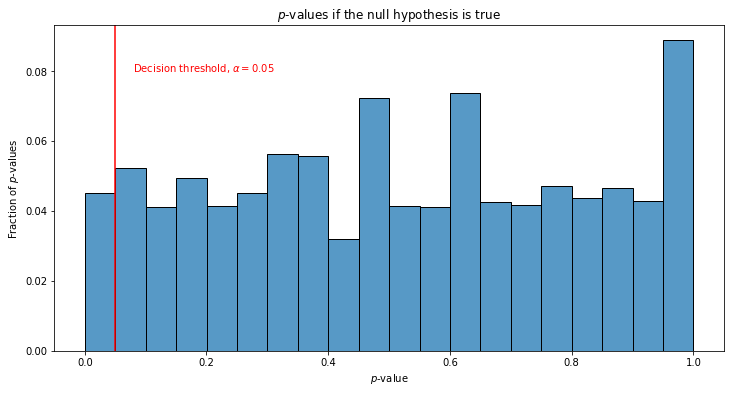 p-values if the null hypothesis is true
Decision threshold, α = 0.05
Fraction of p-values
0.08
0.06
0.04
0.02
0.00
0.0 0.2 0.4 0.6 0.8 1.0
p-value